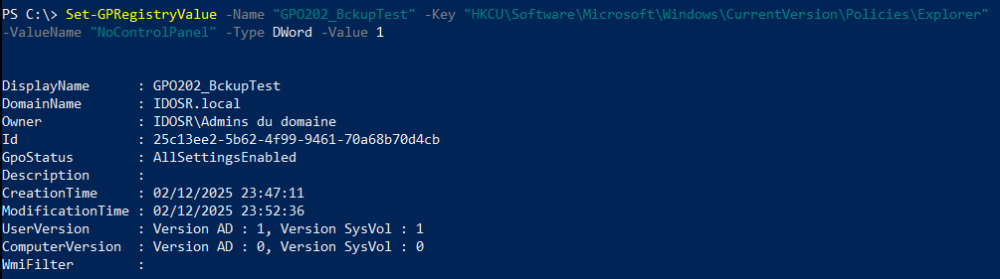 PS C:\> Set-GPRegistryValue -Name "GPO202_BckupTest" -Key "HKCU\Software\Microsoft\Windows\CurrentVersion\Policies\Explorer"
-ValueName "NoControlPanel" -Type DWord -Value 1
DisplayName : GPO202_BckupTest
DomainName : IDOSR.local
Owner : IDOSR\Admins du domaine
Id : 25c13ee2-5b62-4f99-9461-70a68b70d4cb
GpoStatus : AllSettingsEnabled
Description :
CreationTime : 02/12/2025 23:47:11
ModificationTime : 02/12/2025 23:52:36
UserVersion : Version AD : 1, Version SysVol : 1
ComputerVersion : Version AD : 0, Version SysVol : 0
WmiFilter :